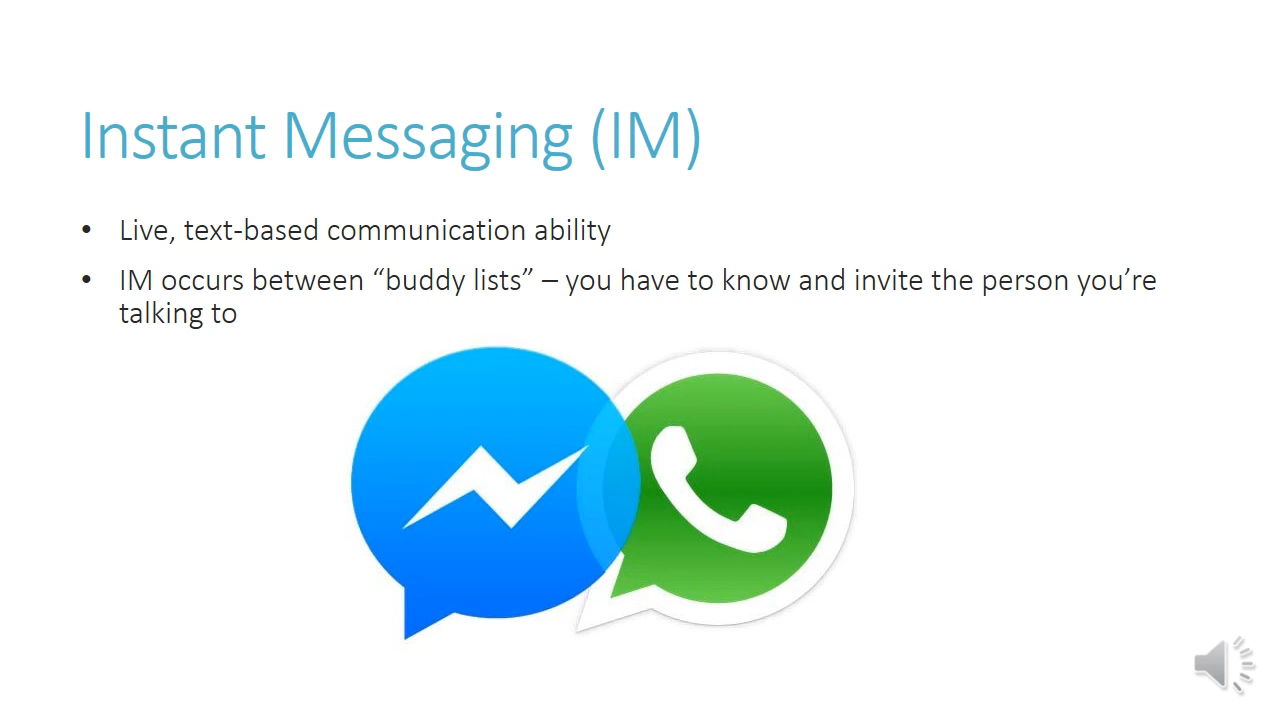 Instant Messaging (IM)
• Live, text-based communication ability
• IM occurs between “buddy lists” – you have to know and invite the person you’re
talking to